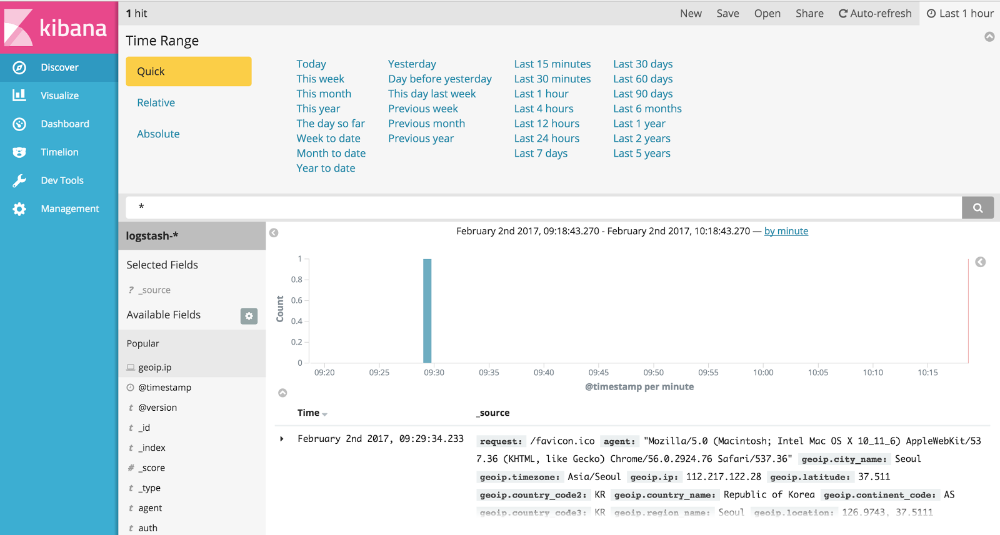 kibana
Discover
Visualize
Dashboard
Timelion
Dev Tools
Management
1 hit
New Save Open Share Auto-refresh Last 1 hour
Time Range
Quick
Relative
Absolute
Today
This week
This month
This year
The day so far
Week to date
Month to date
Year to date
Yesterday
Day before yesterday
This day last week
Previous week
Previous month
Previous year
Last 15 minutes
Last 30 minutes
Last 1 hour
Last 4 hours
Last 12 hours
Last 24 hours
Last 7 days
Last 30 days
Last 60 days
Last 90 days
Last 6 months
Last 1 year
Last 2 years
Last 5 years
*
logstash-*
Selected Fields
? _source
Available Fields
Popular
geoip.ip
@timestamp
t @version
t _id
t _index
# _score
t _type
t agent
t auth
February 2nd 2017, 09:18:43.270 - February 2nd 2017, 10:18:43.270 — by minute
Count
1
0.8
0.6
0.4
0.2
0
09:20 09:25 09:30 09:35 09:40 09:45 09:50 09:55 10:00 10:05 10:10 10:15
@timestamp per minute
Time _source
February 2nd 2017, 09:29:34.233
request: /favicon.ico agent: "Mozilla/5.0 (Macintosh; Intel Mac OS X 10_11_6) AppleWebKit/53
7.36 (KHTML, like Gecko) Chrome/56.0.2924.76 Safari/537.36" geoip.city_name: Seoul
geoip.timezone: Asia/Seoul geoip.ip: 112.217.122.28 geoip.latitude: 37.511
geoip.country_code2: KR geoip.country_name: Republic of Korea geoip.continent_code: AS
geoip.country_code3: KR geoip.region_name: Seoul geoip.location: 126.9743, 37.5111